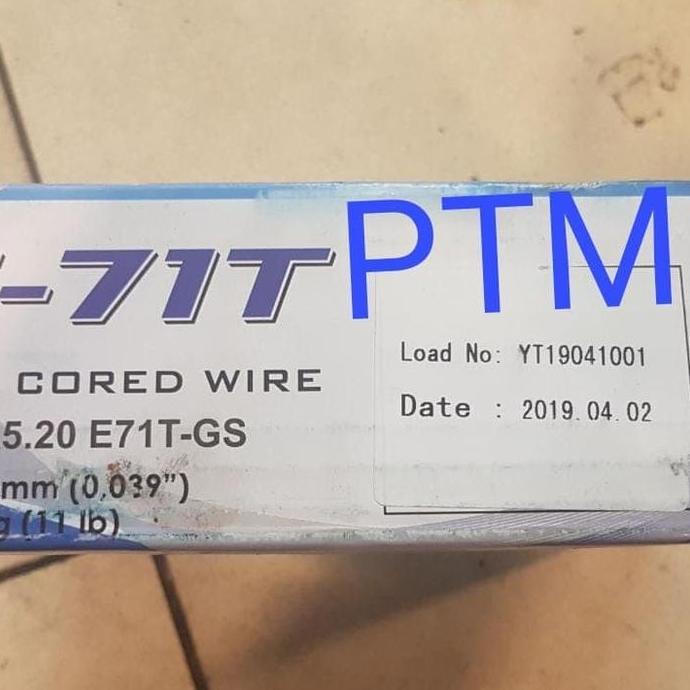 -71T
PTM
CORED WIRE
5.20 E71T-GS
mm (0.039")
g (11 lb)
Load No: YT19041001
Date : 2019.04.02